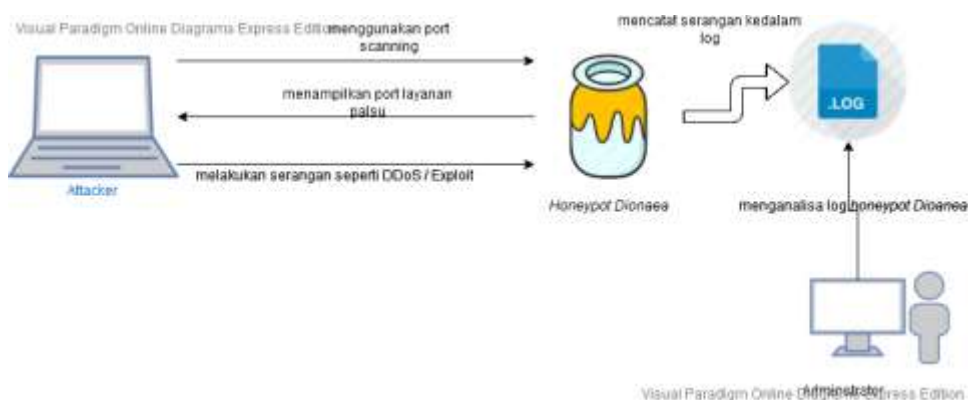 Visual Paradigm Online Diagrams Express Edition
menggunakan port
scanning
mencatat serangan kedalam
log
menampilkan port layanan
palsu
.LOG
melakukan serangan seperti DDoS / Exploit
Attacker
Honeypot Dionaea
menganalisa log honeypot Dioanea
Adminstrator
Visual Paradigm Online Diagrams Express Edition